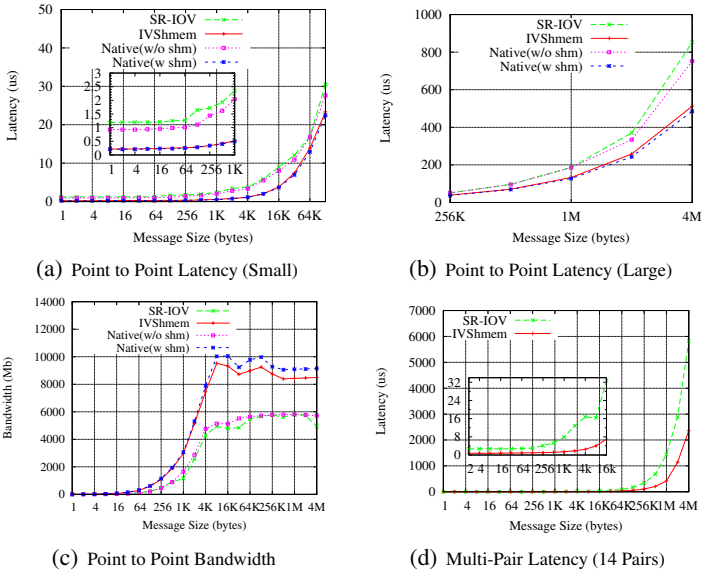 50
40
30
20
10
0
Latency (us)
SR-IOV
IVShmem
Native(w/o shm)
Native(w shm)
3
2.5
2
1.5
1
0.5
0
1 4 16 64 256 1K
1 4 16 64 256 1K 4K 16K 64K
Message Size (bytes)
(a) Point to Point Latency (Small)
1000
800
600
400
200
0
Latency (us)
SR-IOV
IVShmem
Native(w/o shm)
Native(w shm)
256K 1M 4M
Message Size (bytes)
(b) Point to Point Latency (Large)
14000
12000
10000
8000
6000
4000
2000
0
Bandwidth (Mb)
SR-IOV
IVShmem
Native(w/o shm)
Native(w shm)
1 4 16 64 256 1K 4K 16K 64K 256K 1M 4M
Message Size (bytes)
(c) Point to Point Bandwidth
7000
6000
5000
4000
3000
2000
1000
0
Latency (us)
SR-IOV
IVShmem
32
24
16
8
0
2 4 16 64 256 1K 4k 16k
1 4 16 64 256 1K 4K 16K 64K 256K 1M 4M
Message Size (bytes)
(d) Multi-Pair Latency (14 Pairs)